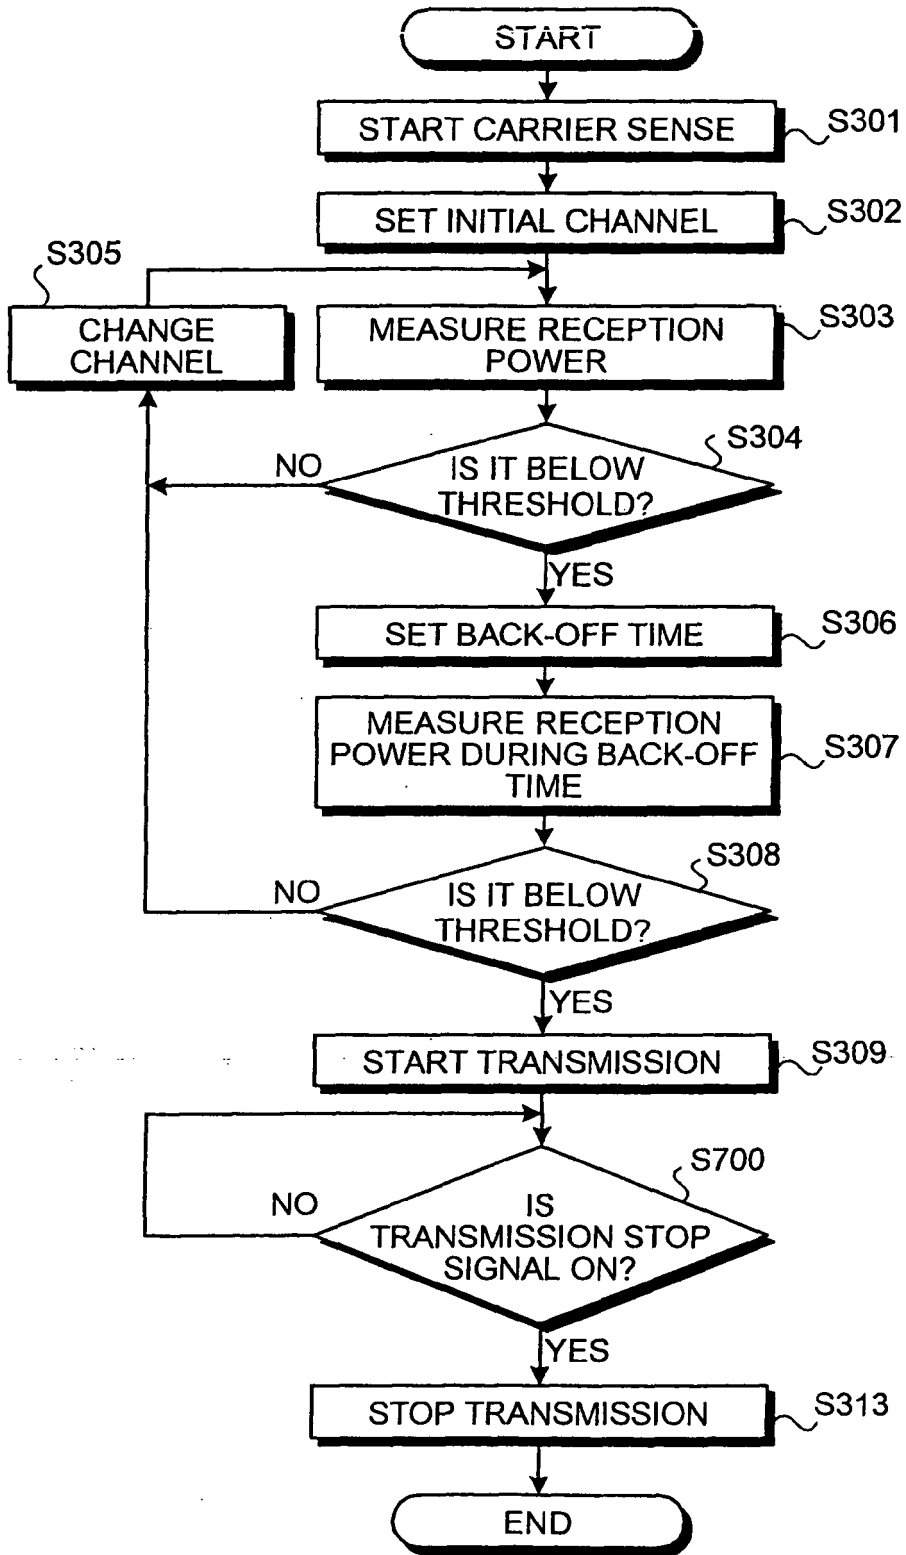 START
START CARRIER SENSE
S301
SET INITIAL CHANNEL
S302
S305
CHANGE
CHANNEL
MEASURE RECEPTION
POWER
S303
S304
NO
IS IT BELOW
THRESHOLD?
YES
SET BACK-OFF TIME
S306
MEASURE RECEPTION
POWER DURING BACK-OFF
TIME
S307
S308
NO
IS IT BELOW
THRESHOLD?
YES
START TRANSMISSION
S309
S700
NO
IS
TRANSMISSION STOP
SIGNAL ON?
YES
STOP TRANSMISSION
S313
END